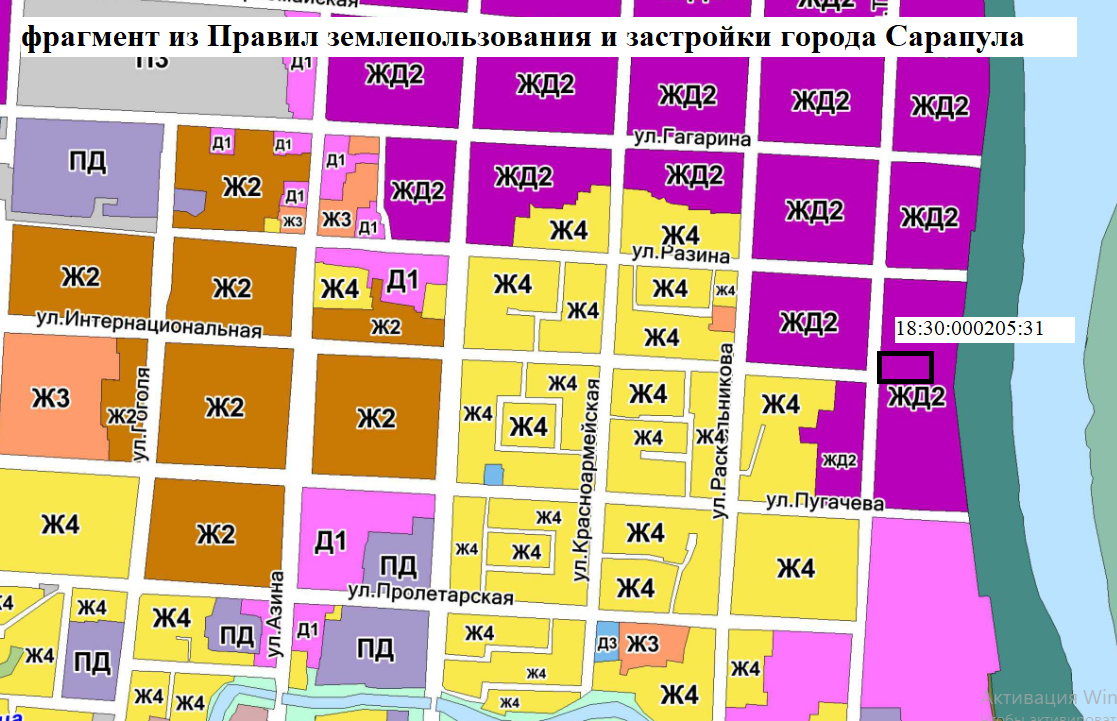 ЖД2
фрагмент из Правил землепользования и застройки города Сарапула
Д1
ЖД2
ЖД2
ЖД2
ЖД2
ЖД2
ул.Гагарина
ПД
Д1
Д1
Ж2
Д1
Ж3
Д1
Ж3
Д1
ЖД2
ЖД2
ЖД2
ЖД2
ЖД2
Ж4
Ж4
ул.Разина
Ж2
Ж2
Ж4
Д1
Ж2
Ж4
Ж4
Ж4
Ж4
Ж4
ЖД2
18:30:000205:31
ул.Интернациональная
Ж3
Ж2
ул.Гоголя
Ж2
Ж2
Ж4
Ж4
Ж4
ул.Красноармейская
Ж4
Ж4
Ж4
ул.Раскольникова
Ж4
ЖД2
ЖД2
ул.Пугачева
Ж4
Ж2
Д1
ПД
Ж4
Ж4
Ж4
Ж4
Ж4
Ж4
ул.Азина
ул.Пролетарская
Ж4
Ж4
Ж4
ПД
Ж4
ПД
Д1
ПД
Ж4
Ж4
Ж4
Д3
Ж3
Ж4
Ж4
Ж4
Ж4
Активация Win